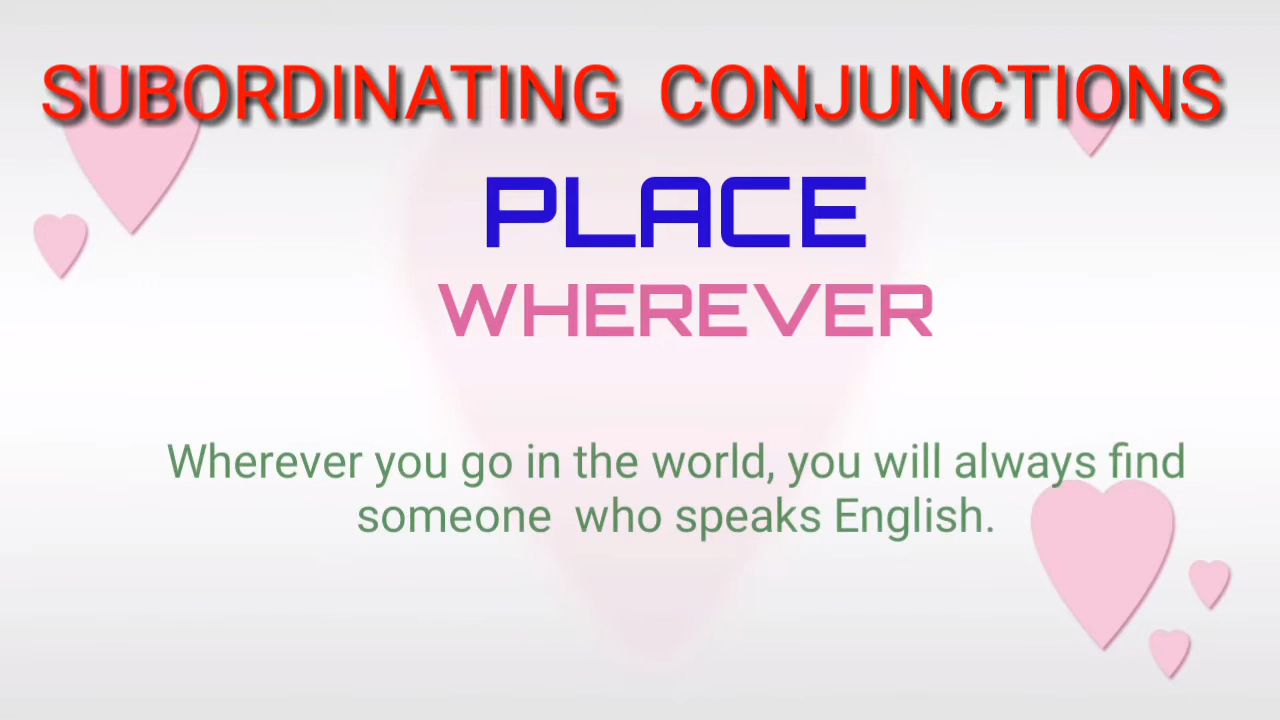 SUBORDINATING CONJUNCTIONS
PLACE
WHEREVER
Wherever you go in the world, you will always find
someone who speaks English.